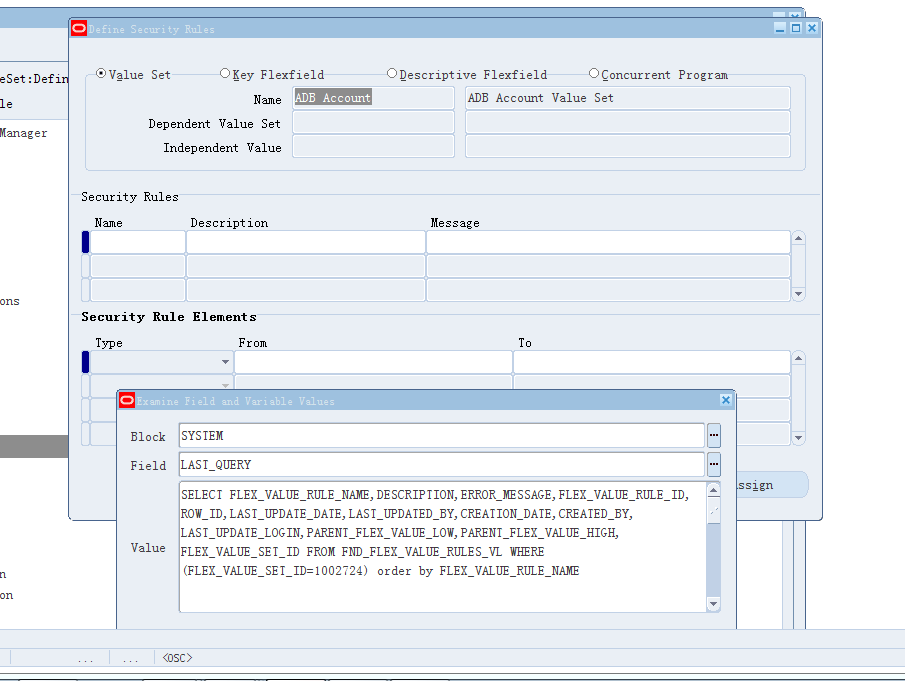 Define Security Rules
eSet:Defin
le
Manager
ons
n
on
Value Set Key Flexfield Descriptive Flexfield Concurrent Program
Name ADB Account ADB Account Value Set
Dependent Value Set
Independent Value
Security Rules
Name Description Message
Security Rule Elements
Type From To
ssign
Examine Field and Variable Values
Block SYSTEM ...
Field LAST_QUERY ...
Value
SELECT FLEX_VALUE_RULE_NAME,DESCRIPTION,ERROR_MESSAGE,FLEX_VALUE_RULE_ID,
ROW_ID,LAST_UPDATE_DATE,LAST_UPDATED_BY,CREATION_DATE,CREATED_BY,
LAST_UPDATE_LOGIN,PARENT_FLEX_VALUE_LOW,PARENT_FLEX_VALUE_HIGH,
FLEX_VALUE_SET_ID FROM FND_FLEX_VALUE_RULES_VL WHERE
(FLEX_VALUE_SET_ID=1002724) order by FLEX_VALUE_RULE_NAME
... ... <OSC>